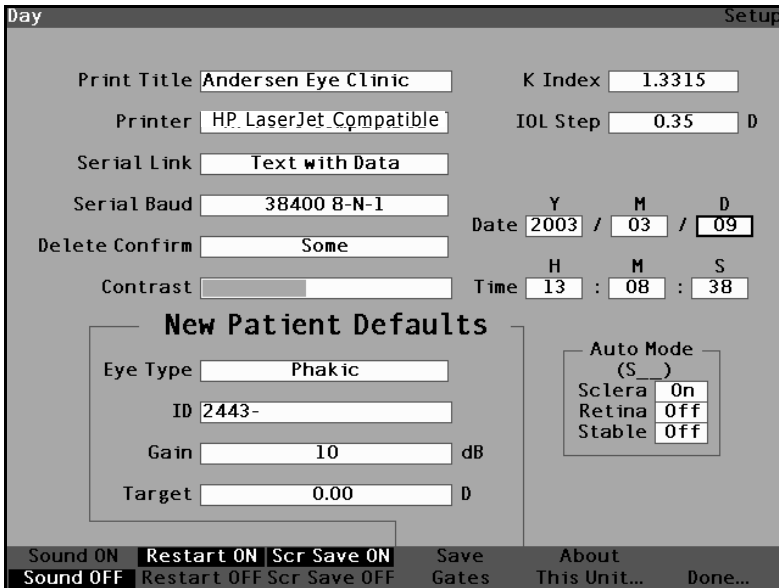 Day Setup
Print Title Andersen Eye Clinic K Index 1.3315
Printer HP LaserJet Compatible IOL Step 0.35 D
Serial Link Text with Data
Serial Baud 38400 8-N-1
Y M D
Date 2003 / 03 / 09
Delete Confirm Some
H M S
Contrast Time 13 : 08 : 38
New Patient Defaults
Auto Mode
(S__)
Eye Type Phakic
Sclera On
ID 2443-
Retina Off
Stable Off
Gain 10 dB
Target 0.00 D
Sound ON Restart ON Scr Save ON Save About
Sound OFF Restart OFF Scr Save OFF Gates This Unit... Done...